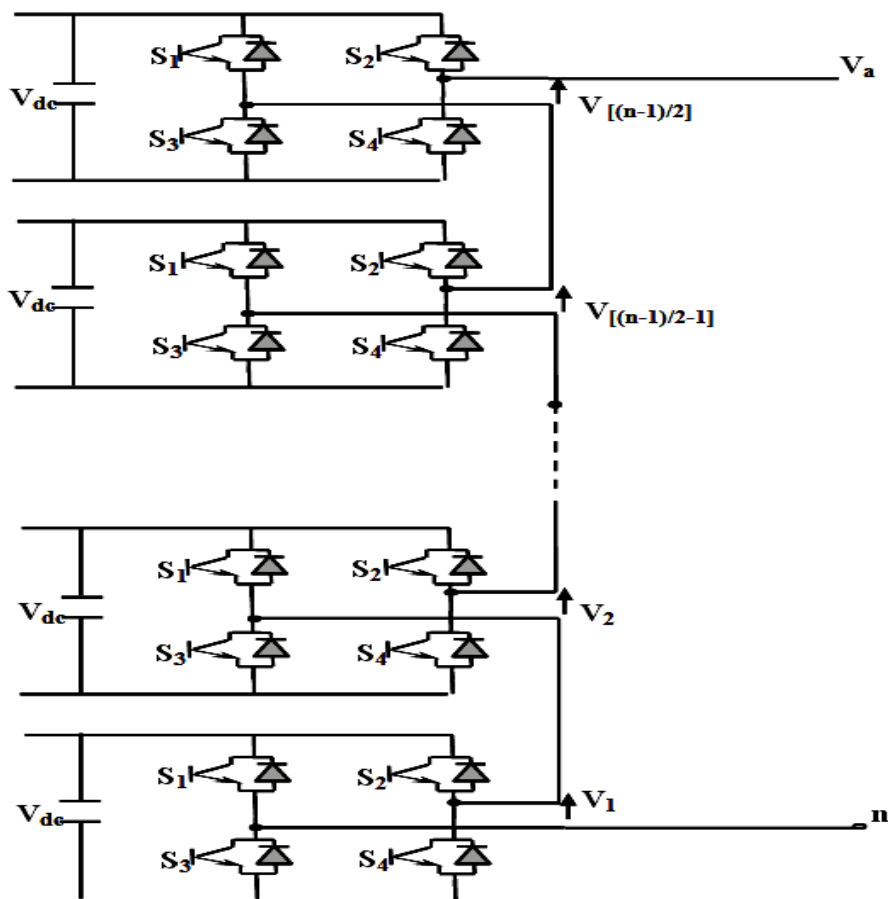 S1 S2 Va
Vdc V[(n-1)/2]
S3 S4
S1 S2
Vdc V[(n-1)/2-1]
S3 S4
S1 S2
Vdc V2
S3 S4
S1 S2
Vdc V1 n
S3 S4